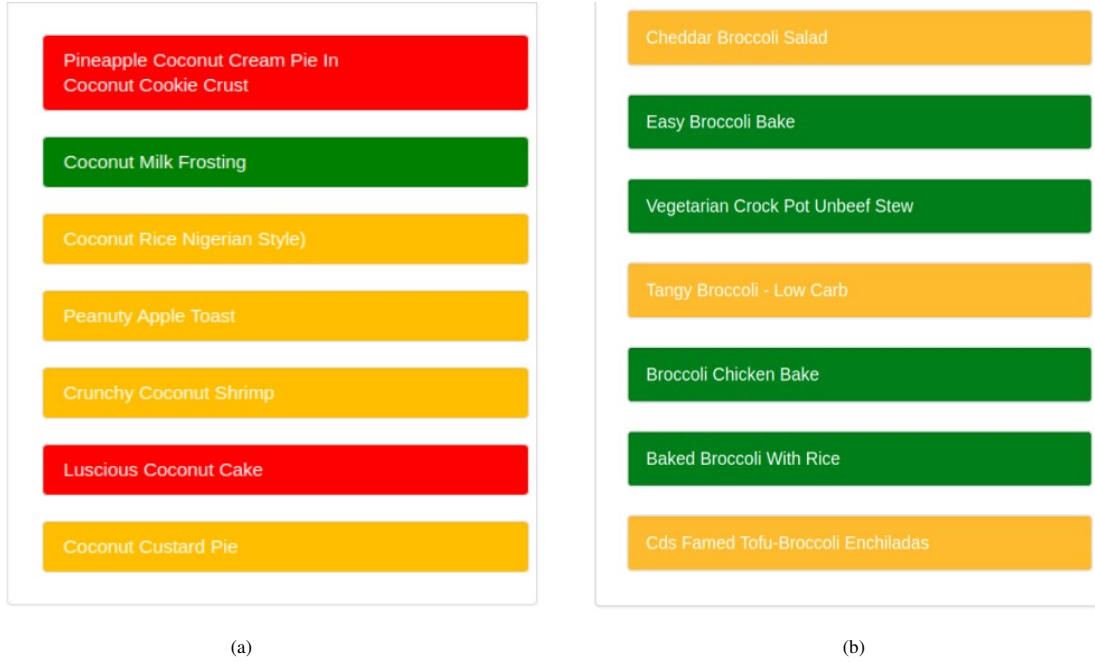 Pineapple Coconut Cream Pie In
Coconut Cookie Crust
Coconut Milk Frosting
Coconut Rice Nigerian Style)
Peanuty Apple Toast
Crunchy Coconut Shrimp
Luscious Coconut Cake
Coconut Custard Pie
(a)
Cheddar Broccoli Salad
Easy Broccoli Bake
Vegetarian Crock Pot Unbeef Stew
Tangy Broccoli - Low Carb
Broccoli Chicken Bake
Baked Broccoli With Rice
Cds Famed Tofu-Broccoli Enchiladas
(b)